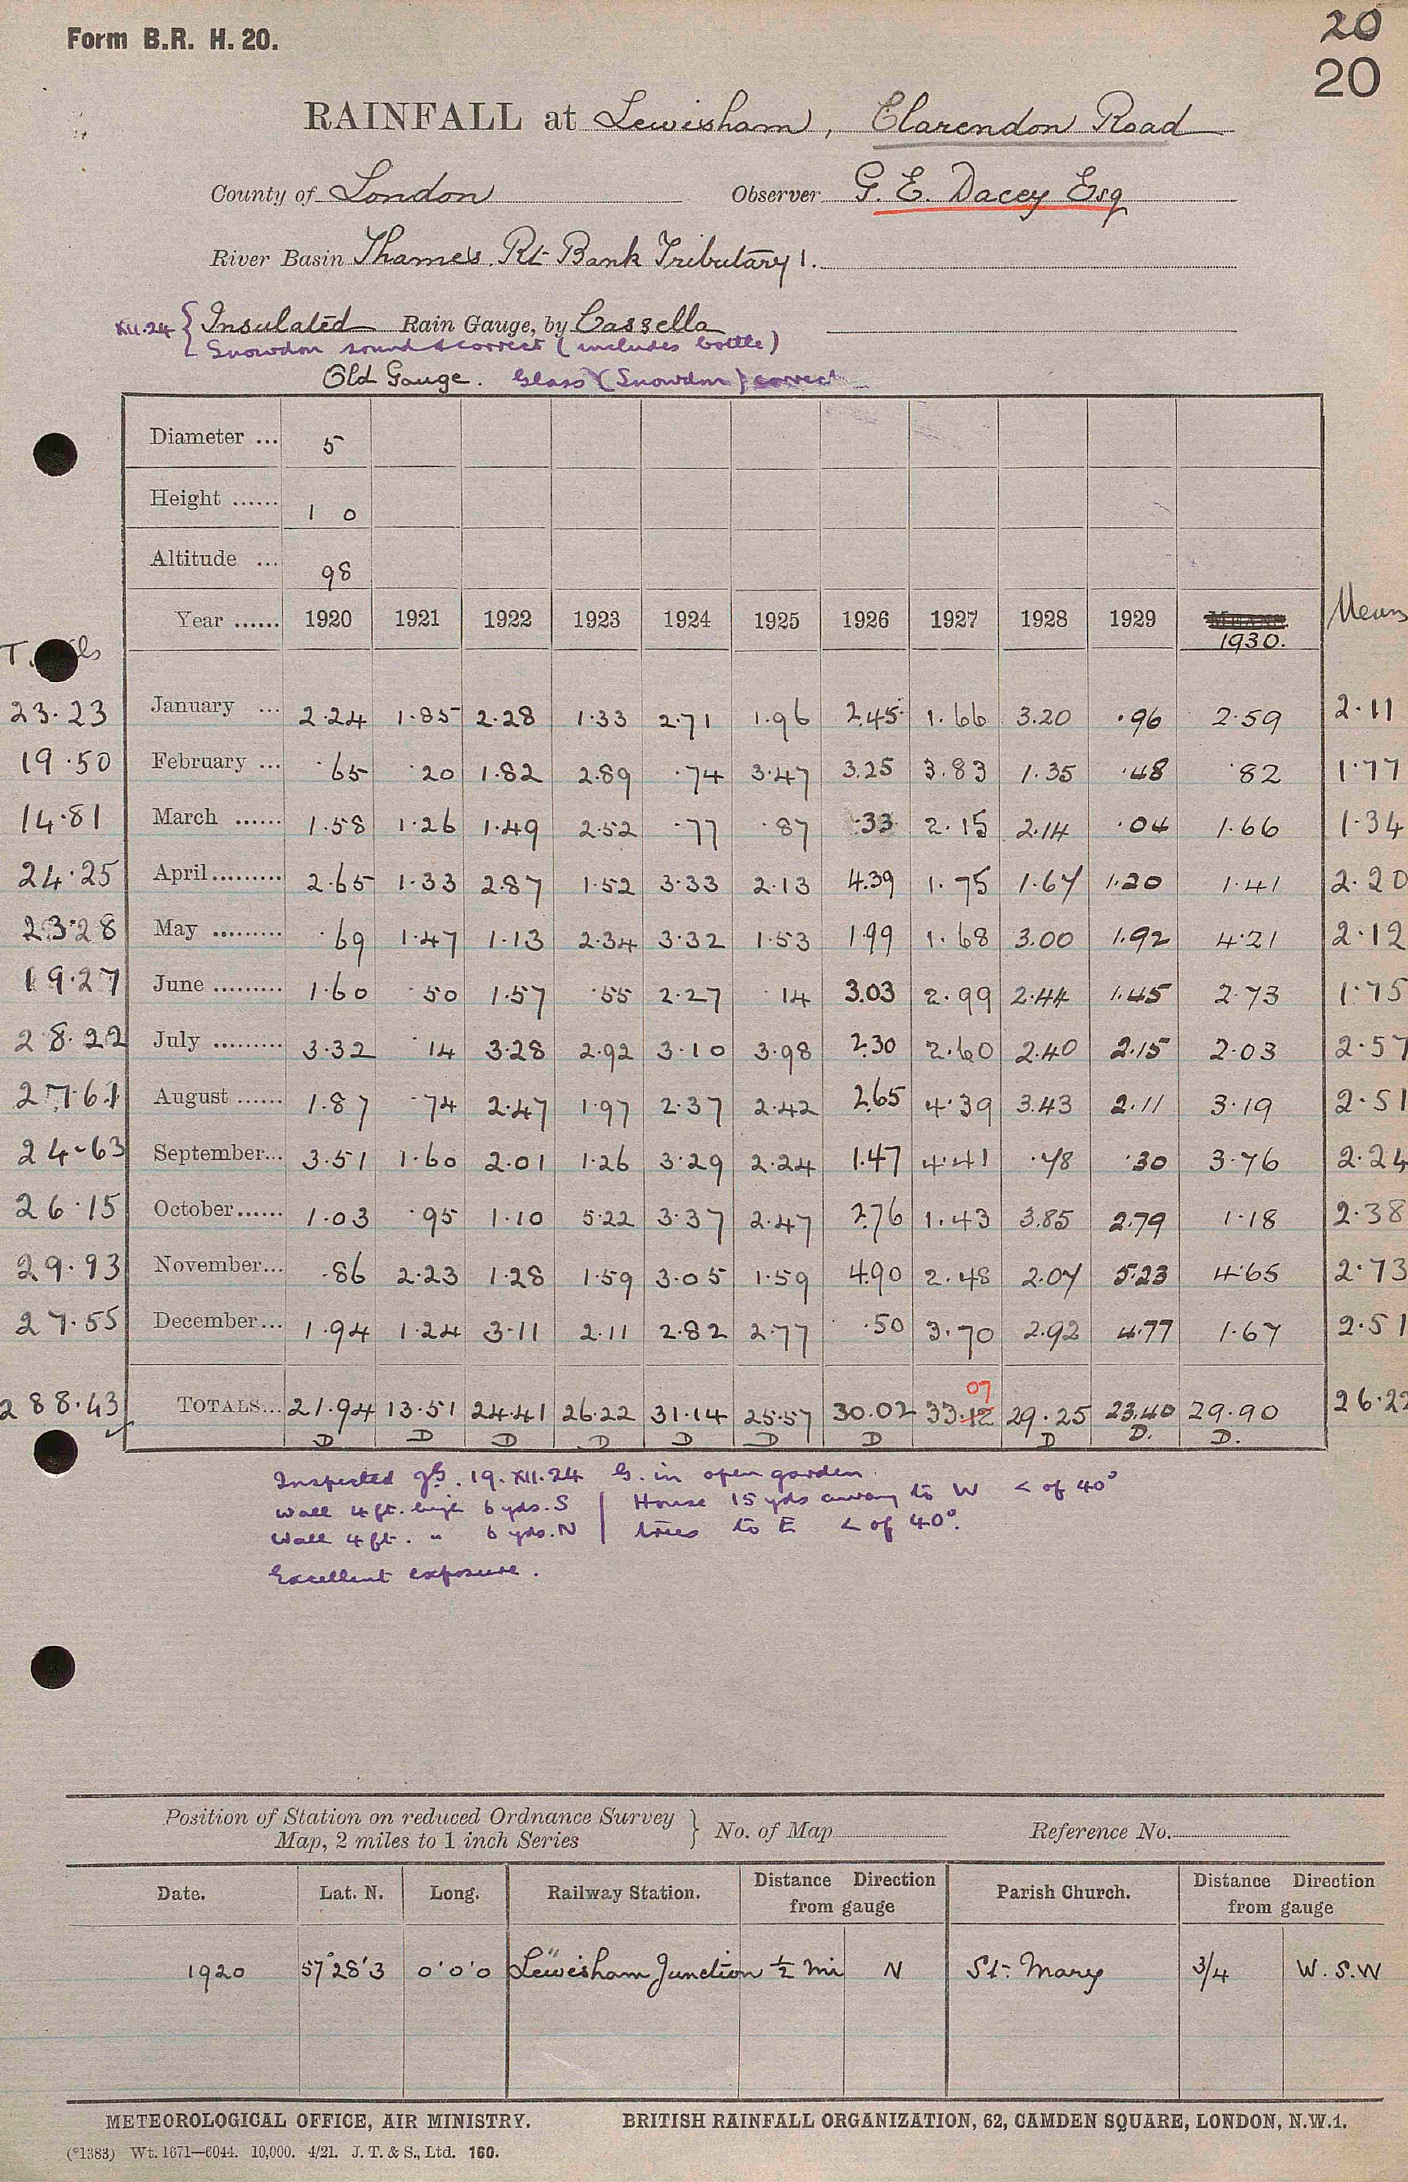 Form B.R. H. 20.
20
20
RAINFALL at Lewisham, Clarendon Road
County of London Observer G. E. Dacey Esq
River Basin Thames. Rt Bank Tributary 1.
XII.24 { Insulated Rain Gauge, by Cassella
Snowdon sound & correct (includes bottle)
Old Gauge. Glass (Snowdon) correct
Diameter ... 5
Height ...... 1 0
Altitude ... 98
Year ...... 1920 1921 1922 1923 1924 1925 1926 1927 1928 1929 1930. Means
23.23 January ... 2.24 1.85 2.28 1.33 2.71 1.96 2.45 1.66 3.20 .96 2.59 2.11
19.50 February ... .65 .20 1.82 2.89 .74 3.47 3.25 3.83 1.35 .48 .82 1.77
14.81 March ...... 1.58 1.26 1.49 2.52 .77 .87 .33 2.15 2.14 .04 1.66 1.34
24.25 April ......... 2.65 1.33 2.87 1.52 3.33 2.13 4.39 1.75 1.67 1.20 1.41 2.20
23.28 May ......... .69 1.47 1.13 2.34 3.32 1.53 1.99 1.68 3.00 1.92 4.21 2.12
19.27 June ......... 1.60 .50 1.57 .55 2.27 .14 3.03 2.99 2.44 1.45 2.73 1.75
28.22 July ......... 3.32 .14 3.28 2.92 3.10 3.98 2.30 2.60 2.40 2.15 2.03 2.57
27.61 August ...... 1.87 .74 2.47 1.97 2.37 2.42 2.65 4.39 3.43 2.11 3.19 2.51
24.63 September... 3.51 1.60 2.01 1.26 3.29 2.24 1.47 4.41 .78 .30 3.76 2.24
26.15 October...... 1.03 .95 1.10 5.22 3.37 2.47 2.76 1.43 3.85 2.79 1.18 2.38
29.93 November... .86 2.23 1.28 1.59 3.05 1.59 4.90 2.48 2.07 5.23 4.65 2.73
27.55 December... 1.94 1.24 3.11 2.11 2.82 2.77 .50 3.70 2.92 4.77 1.67 2.51
07
288.43 TOTALS... 21.94 13.51 24.41 26.22 31.14 25.57 30.02 33.12 29.25 23.40 29.90 26.22
D D D D D D D D D. D.
Inspected 19.XII.24 G. in open garden.
Wall 4 ft. high 6 yds. S | House 15 yds away to W < of 40°
Wall 4 ft. " 6 yds. N | trees to E < of 40°.
Excellent exposure.
Position of Station on reduced Ordnance Survey
Map, 2 miles to 1 inch Series } No. of Map Reference No.
Date. Lat. N. Long. Railway Station. Distance Direction from gauge Parish Church. Distance Direction from gauge
1920 57°28'3" 0'0'0 Lewisham Junction ½ mi N St. Mary 3/4 W.S.W
METEOROLOGICAL OFFICE, AIR MINISTRY. BRITISH RAINFALL ORGANIZATION, 62, CAMDEN SQUARE, LONDON, N.W.1.
(*1383) Wt. 1671—6044. 10,000. 4/21. J. T. & S., Ltd. 160.